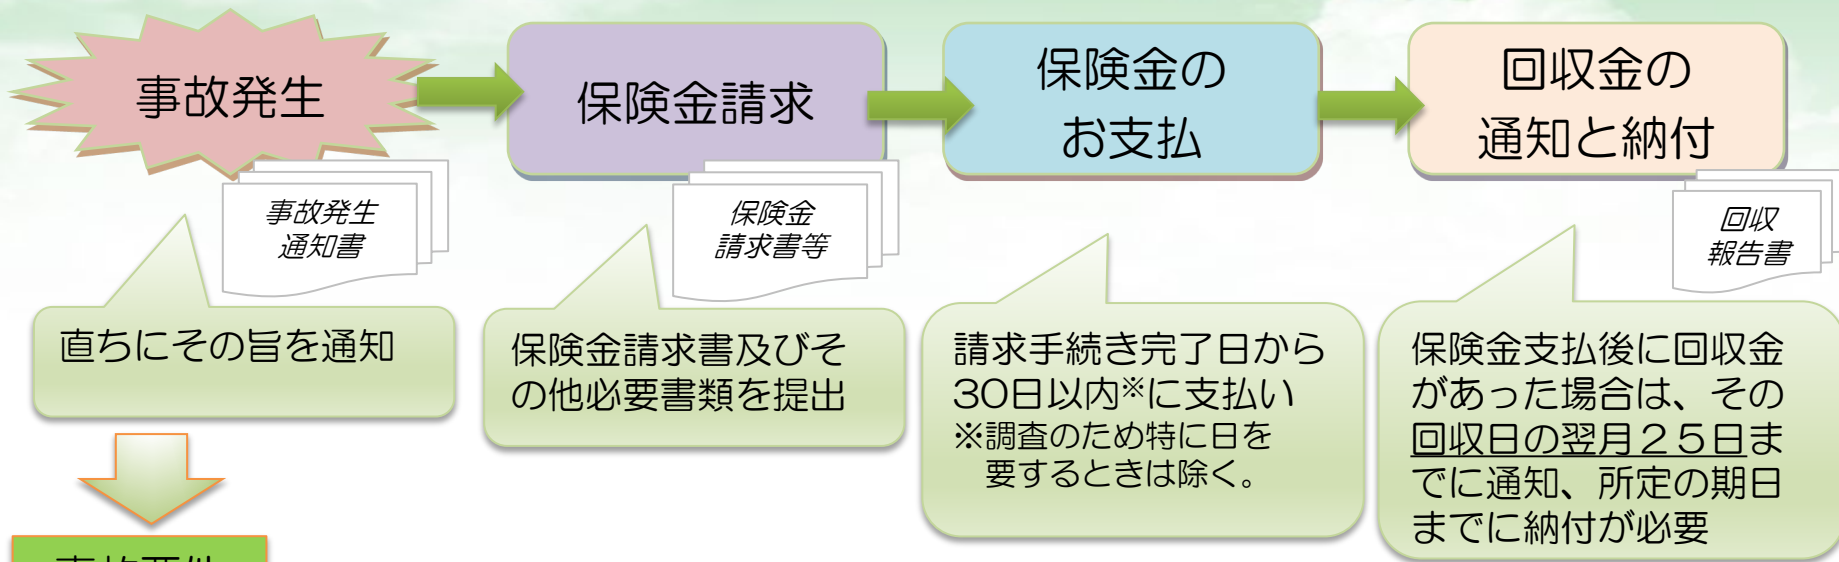 事故発生
保険金請求
保険金の
お支払
回収金の
通知と納付
事故発生
通知書
保険金
請求書等
回収
報告書
直ちにその旨を通知
保険金請求書及びそ
の他必要書類を提出
請求手続き完了日から
30日以内※に支払い
※調査のため特に日を
要するときは除く。
保険金支払後に回収金
があった場合は、その
回収日の翌月２５日ま
でに通知、所定の期日
までに納付が必要
事故要件